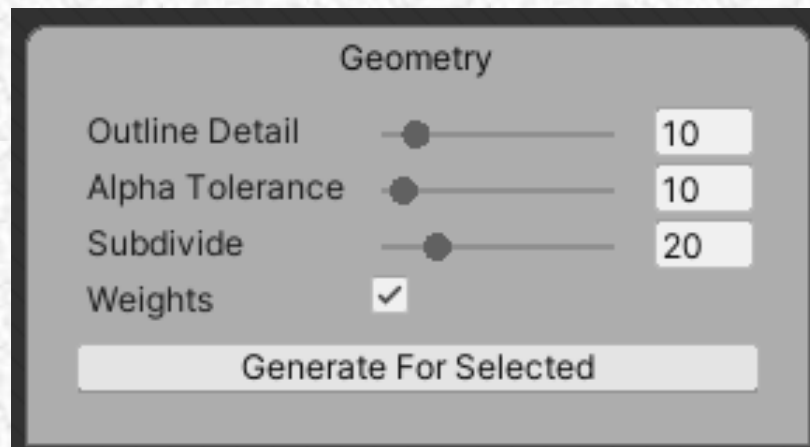 Geometry
Outline Detail 10
Alpha Tolerance 10
Subdivide 20
Weights
Generate For Selected